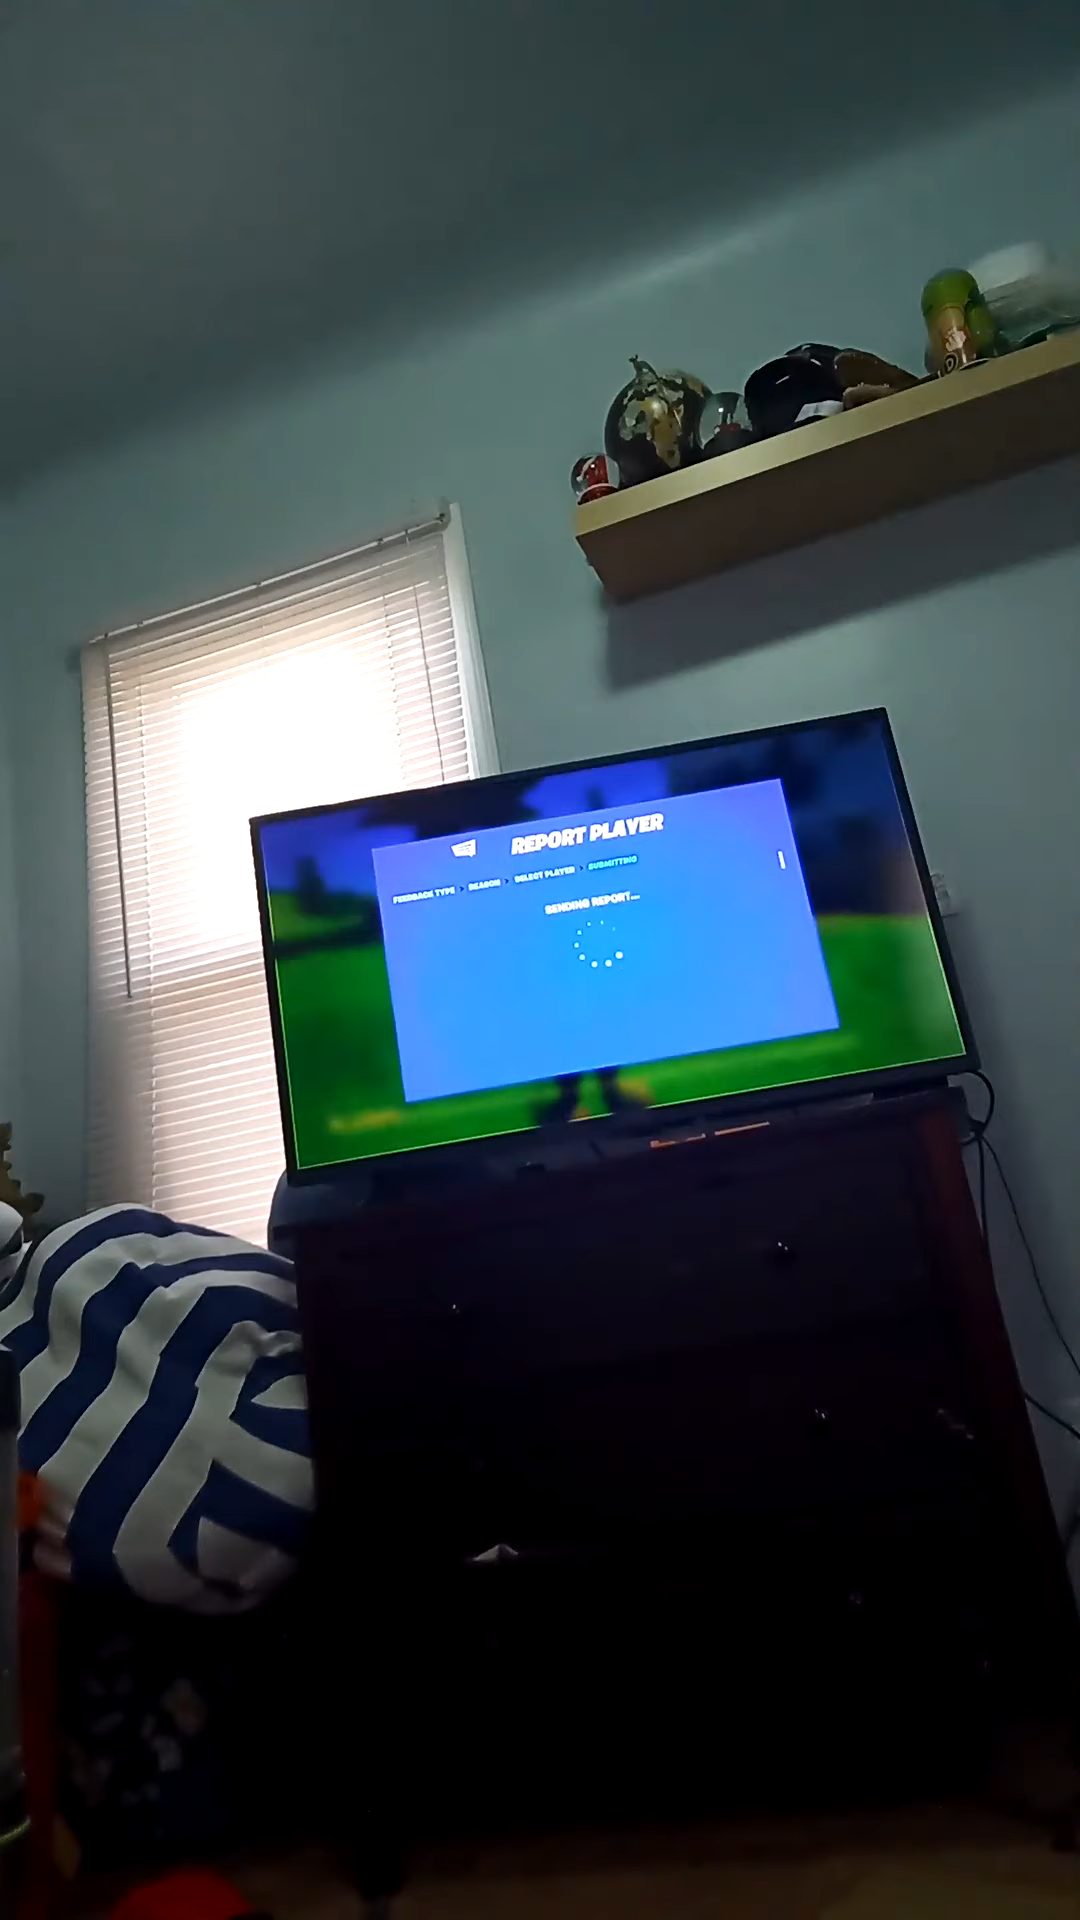 REPORT PLAYER
FEEDBACK TYPE > REASON > SELECT PLAYER > SUBMITTING
SENDING REPORT...